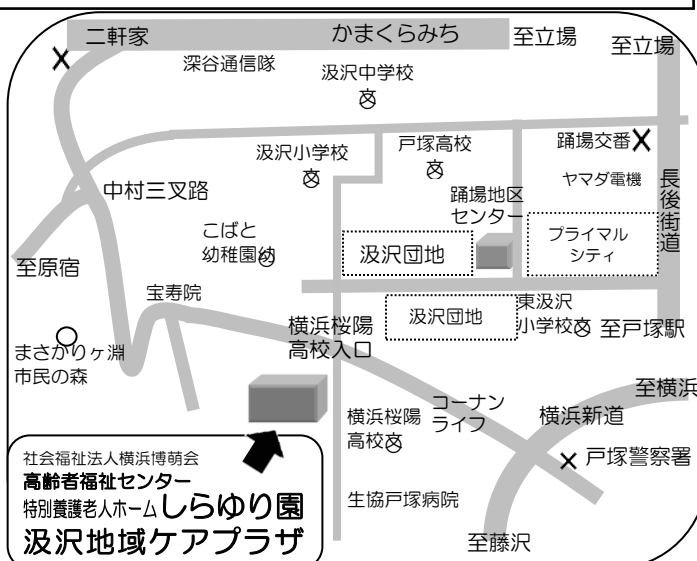 二軒家
かまくらみち
至立場
至立場
深谷通信隊
汲沢中学校
文
汲沢小学校
文
戸塚高校
文
踊場交番
ヤマダ電機
長後街道
中村三叉路
踊場地区
センター
こばと
幼稚園幼
汲沢団地
プライマル
シティ
至原宿
宝寿院
汲沢団地
東汲沢
小学校文
至戸塚駅
横浜桜陽
高校入口
まさかりヶ淵
市民の森
至横浜
コーナン
ライフ
横浜新道
横浜桜陽
高校文
戸塚警察署
生協戸塚病院
至藤沢
社会福祉法人横浜博萌会
高齢者福祉センター
特別養護老人ホームしらゆり園
汲沢地域ケアプラザ